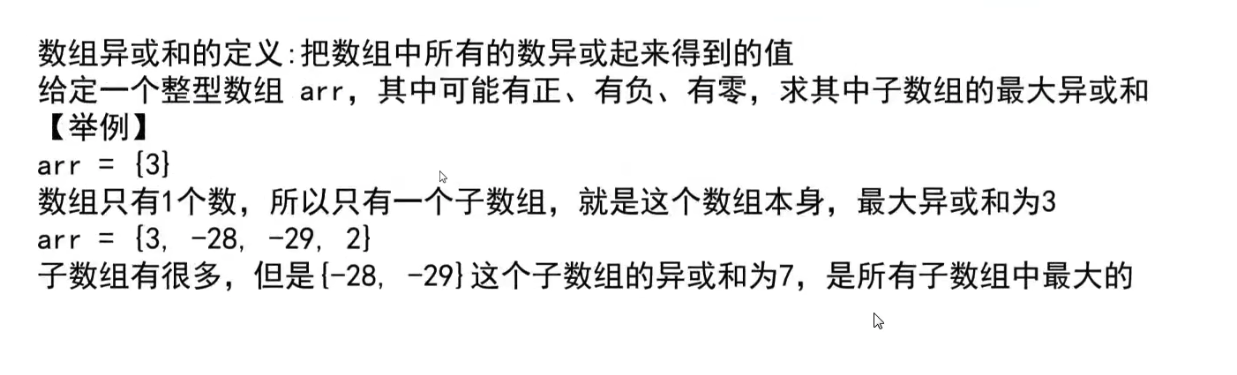 数组异或和的定义:把数组中所有的数异或起来得到的值
给定一个整型数组 arr，其中可能有正、有负、有零，求其中子数组的最大异或和
【举例】
arr = {3}
数组只有1个数，所以只有一个子数组，就是这个数组本身，最大异或和为3
arr = {3, -28, -29, 2}
子数组有很多，但是{-28, -29}这个子数组的异或和为7，是所有子数组中最大的